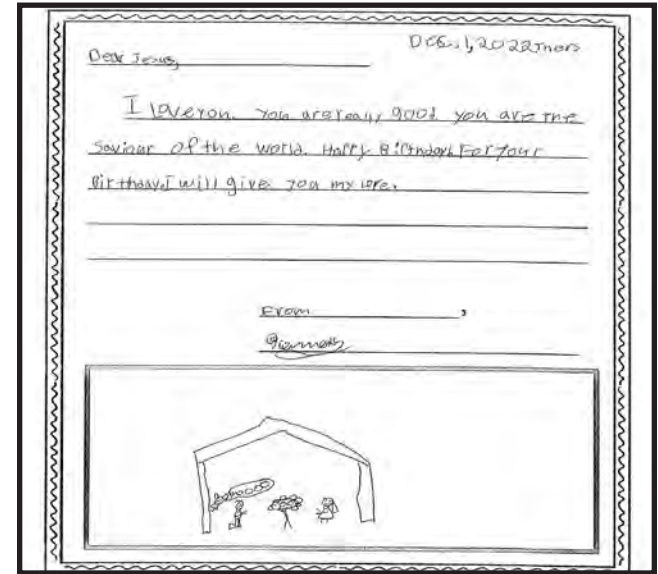 Dec. 1, 2022
Dear Jesus,
I love you. You are really good you are the
Saviour of the world. Happy Birthday! For your
Birthday, I will give you my love.
From ,